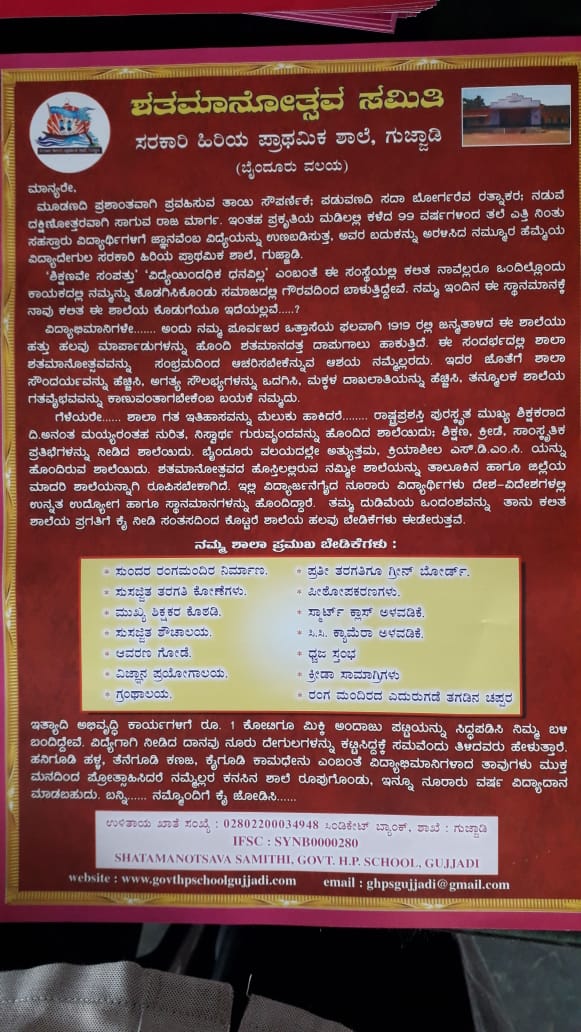 ಶತಮಾನೋತ್ಸವ ಸಮಿತಿ
ಸರಕಾರಿ ಹಿರಿಯ ಪ್ರಾಥಮಿಕ ಶಾಲೆ, ಗುಜ್ಜಾಡಿ
(ಬೈಂದೂರು ವಲಯ)
ಮಾನ್ಯರೇ,
ಮೂಡಣದಿ ಪ್ರಶಾಂತವಾಗಿ ಪ್ರವಹಿಸುವ ತಾಯಿ ಸೌಪರ್ಣಿಕೆ; ಪಡುವಣದಿ ಸದಾ ಬೋರ್ಗರೆವ ರತ್ನಾಕರ; ನಡುವೆ
ದಕ್ಷಿಣೋತ್ತರವಾಗಿ ಸಾಗುವ ರಾಜ ಮಾರ್ಗ. ಇಂತಹ ಪ್ರಕೃತಿಯ ಮಡಿಲಲ್ಲಿ ಕಳೆದ 99 ವರ್ಷಗಳಿಂದ ತಲೆ ಎತ್ತಿ ನಿಂತು
ಸಹಸ್ರಾರು ವಿದ್ಯಾರ್ಥಿಗಳಿಗೆ ಜ್ಞಾನವೆಂಬ ವಿದ್ಯೆಯನ್ನು ಉಣಬಡಿಸುತ್ತ, ಅವರ ಬದುಕನ್ನು ಅರಳಿಸಿದ ನಮ್ಮೂರ ಹೆಮ್ಮೆಯ
ವಿದ್ಯಾದೇಗುಲ ಸರಕಾರಿ ಹಿರಿಯ ಪ್ರಾಥಮಿಕ ಶಾಲೆ, ಗುಜ್ಜಾಡಿ.
'ಶಿಕ್ಷಣವೇ ಸಂಪತ್ತು' 'ವಿದ್ಯೆಯಿಂದಧಿಕ ಧನವಿಲ್ಲ' ಎಂಬಂತೆ ಈ ಸಂಸ್ಥೆಯಲ್ಲಿ ಕಲಿತ ನಾವೆಲ್ಲರೂ ಒಂದಿಲ್ಲೊಂದು
ಕಾಯಕದಲ್ಲಿ ನಮ್ಮನ್ನು ತೊಡಗಿಸಿಕೊಂಡು ಸಮಾಜದಲ್ಲಿ ಗೌರವದಿಂದ ಬಾಳುತ್ತಿದ್ದೇವೆ. ನಮ್ಮ ಇಂದಿನ ಈ ಸ್ಥಾನಮಾನಕ್ಕೆ
ನಾವು ಕಲಿತ ಈ ಶಾಲೆಯ ಕೊಡುಗೆಯೂ ಇದೆಯಲ್ಲವೆ.....?
ವಿದ್ಯಾಭಿಮಾನಿಗಳೇ....... ಅಂದು ನಮ್ಮ ಪೂರ್ವಜರ ಒತ್ತಾಸೆಯ ಫಲವಾಗಿ 1919 ರಲ್ಲಿ ಜನ್ಮತಾಳಿದ ಈ ಶಾಲೆಯು
ಹತ್ತು ಹಲವು ಮಾರ್ಪಾಡುಗಳನ್ನು ಹೊಂದಿ ಶತಮಾನದತ್ತ ದಾಪುಗಾಲು ಹಾಕುತ್ತಿದೆ. ಈ ಸಂದರ್ಭದಲ್ಲಿ ಶಾಲಾ
ಶತಮಾನೋತ್ಸವವನ್ನು ಸಂಭ್ರಮದಿಂದ ಆಚರಿಸಬೇಕೆನ್ನುವ ಆಶಯ ನಮ್ಮೆಲ್ಲರದು. ಇದರ ಜೊತೆಗೆ ಶಾಲಾ
ಸೌಂದರ್ಯವನ್ನು ಹೆಚ್ಚಿಸಿ, ಅಗತ್ಯ ಸೌಲಭ್ಯಗಳನ್ನು ಒದಗಿಸಿ, ಮಕ್ಕಳ ದಾಖಲಾತಿಯನ್ನು ಹೆಚ್ಚಿಸಿ, ತನ್ಮೂಲಕ ಶಾಲೆಯ
ಗತವೈಭವವನ್ನು ಕಾಣುವಂತಾಗಬೇಕೆಂಬ ಬಯಕೆ ನಮ್ಮದು.
ಗೆಳೆಯರೇ...... ಶಾಲಾ ಗತ ಇತಿಹಾಸವನ್ನು ಮೆಲುಕು ಹಾಕಿದರೆ........ ರಾಷ್ಟ್ರಪ್ರಶಸ್ತಿ ಪುರಸ್ಕೃತ ಮುಖ್ಯ ಶಿಕ್ಷಕರಾದ
ದಿ.ಅನಂತ ಮಯ್ಯರಂತಹ ನುರಿತ, ನಿಸ್ವಾರ್ಥ ಗುರುವೃಂದವನ್ನು ಹೊಂದಿದ ಶಾಲೆಯಿದು; ಶಿಕ್ಷಣ, ಕ್ರೀಡೆ, ಸಾಂಸ್ಕೃತಿಕ
ಪ್ರತಿಭೆಗಳನ್ನು ನೀಡಿದ ಶಾಲೆಯಿದು. ಬೈಂದೂರು ವಲಯದಲ್ಲೇ ಅತ್ಯುತ್ತಮ, ಕ್ರಿಯಾಶೀಲ ಎಸ್.ಡಿ.ಎಂ.ಸಿ. ಯನ್ನು
ಹೊಂದಿರುವ ಶಾಲೆಯಿದು. ಶತಮಾನೋತ್ಸವದ ಹೊಸ್ತಿಲಲ್ಲಿರುವ ನಮ್ಮೀ ಶಾಲೆಯನ್ನು ತಾಲೂಕಿನ ಹಾಗೂ ಜಿಲ್ಲೆಯ
ಮಾದರಿ ಶಾಲೆಯನ್ನಾಗಿ ರೂಪಿಸಬೇಕಾಗಿದೆ. ಇಲ್ಲಿ ವಿದ್ಯಾರ್ಜನೆಗೈದ ನೂರಾರು ವಿದ್ಯಾರ್ಥಿಗಳು ದೇಶ-ವಿದೇಶಗಳಲ್ಲಿ
ಉನ್ನತ ಉದ್ಯೋಗ ಹಾಗೂ ಸ್ಥಾನಮಾನಗಳನ್ನು ಹೊಂದಿದ್ದಾರೆ. ತಮ್ಮ ದುಡಿಮೆಯ ಒಂದಂಶವನ್ನು ತಾನು ಕಲಿತ
ಶಾಲೆಯ ಪ್ರಗತಿಗೆ ಕೈ ನೀಡಿ ಸಂತಸದಿಂದ ಕೊಟ್ಟರೆ ಶಾಲೆಯ ಹಲವು ಬೇಡಿಕೆಗಳು ಈಡೇರುತ್ತವೆ.
ನಮ್ಮ ಶಾಲಾ ಪ್ರಮುಖ ಬೇಡಿಕೆಗಳು :
* ಸುಂದರ ರಂಗಮಂದಿರ ನಿರ್ಮಾಣ.
* ಸುಸಜ್ಜಿತ ತರಗತಿ ಕೋಣೆಗಳು.
* ಮುಖ್ಯ ಶಿಕ್ಷಕರ ಕೊಠಡಿ.
* ಸುಸಜ್ಜಿತ ಶೌಚಾಲಯ.
* ಆವರಣ ಗೋಡೆ.
* ವಿಜ್ಞಾನ ಪ್ರಯೋಗಾಲಯ.
* ಗ್ರಂಥಾಲಯ.
* ಪ್ರತೀ ತರಗತಿಗೂ ಗ್ರೀನ್ ಬೋರ್ಡ್.
* ಪೀಠೋಪಕರಣಗಳು.
* ಸ್ಮಾರ್ಟ್ ಕ್ಲಾಸ್ ಅಳವಡಿಕೆ.
* ಸಿ.ಸಿ. ಕ್ಯಾಮೆರಾ ಅಳವಡಿಕೆ.
* ಧ್ವಜ ಸ್ತಂಭ
* ಕ್ರೀಡಾ ಸಾಮಾಗ್ರಿಗಳು
* ರಂಗ ಮಂದಿರದ ಎದುರುಗಡೆ ತಗಡಿನ ಚಪ್ಪರ
ಇತ್ಯಾದಿ ಅಭಿವೃದ್ಧಿ ಕಾರ್ಯಗಳಿಗೆ ರೂ. 1 ಕೋಟಿಗೂ ಮಿಕ್ಕಿ ಅಂದಾಜು ಪಟ್ಟಿಯನ್ನು ಸಿದ್ಧಪಡಿಸಿ ನಿಮ್ಮ ಬಳಿ
ಬಂದಿದ್ದೇವೆ. ವಿದ್ಯೆಗಾಗಿ ನೀಡಿದ ದಾನವು ನೂರು ದೇಗುಲಗಳನ್ನು ಕಟ್ಟಿಸಿದ್ದಕ್ಕೆ ಸಮವೆಂದು ತಿಳಿದವರು ಹೇಳುತ್ತಾರೆ.
ಹನಿಗೂಡಿ ಹಳ್ಳ, ತೆನೆಗೂಡಿ ಕಣಜ, ಕೈಗೂಡಿ ಕಾಮಧೇನು ಎಂಬಂತೆ ವಿದ್ಯಾಭಿಮಾನಿಗಳಾದ ತಾವುಗಳು ಮುಕ್ತ
ಮನದಿಂದ ಪ್ರೋತ್ಸಾಹಿಸಿದರೆ ನಮ್ಮೆಲ್ಲರ ಕನಸಿನ ಶಾಲೆ ರೂಪುಗೊಂಡು, ಇನ್ನೂ ನೂರಾರು ವರ್ಷ ವಿದ್ಯಾದಾನ
ಮಾಡಬಹುದು. ಬನ್ನಿ...... ನಮ್ಮೊಂದಿಗೆ ಕೈ ಜೋಡಿಸಿ......
ಉಳಿತಾಯ ಖಾತೆ ಸಂಖ್ಯೆ : 02802200034948 ಸಿಂಡಿಕೇಟ್ ಬ್ಯಾಂಕ್, ಶಾಖೆ : ಗುಜ್ಜಾಡಿ
IFSC : SYNB0000280
SHATAMANOTSAVA SAMITHI, GOVT. H.P. SCHOOL, GUJJADI
website : www.govthpschoolgujjadi.com email : ghpsgujjadi@gmail.com